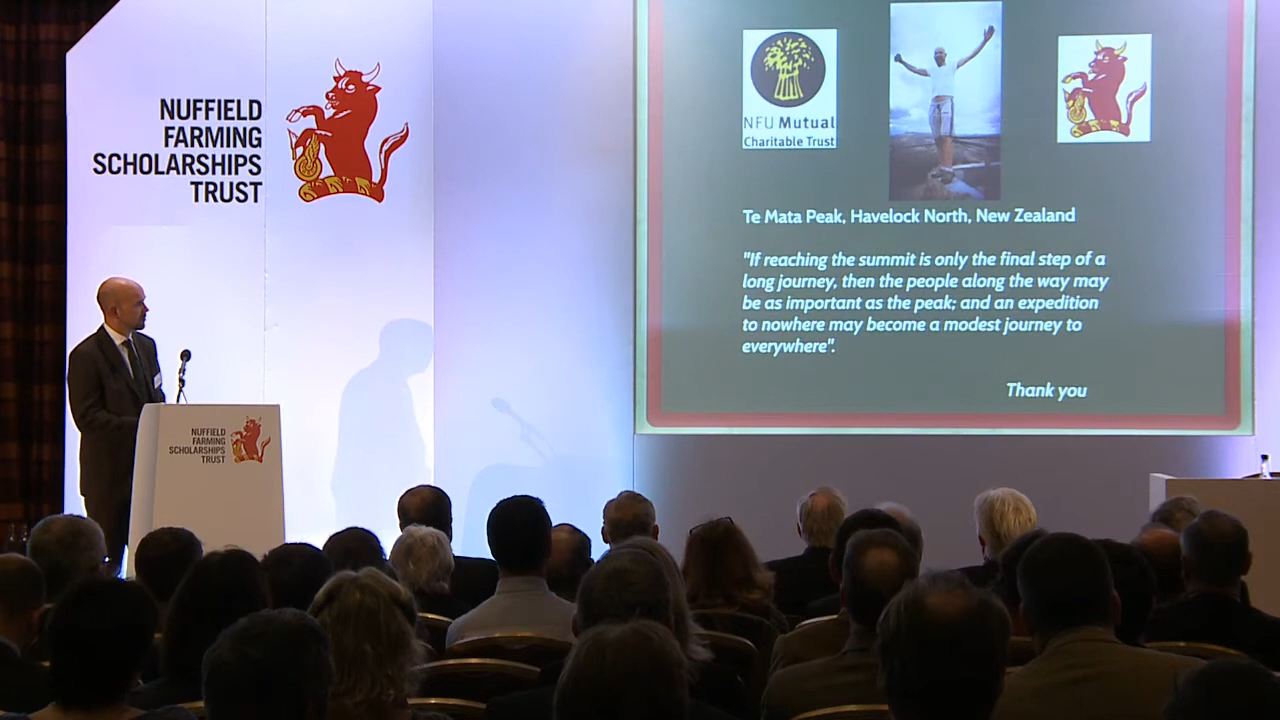 NUFFIELD
FARMING
SCHOLARSHIPS
TRUST
NFU Mutual
Charitable Trust
Te Mata Peak, Havelock North, New Zealand
"If reaching the summit is only the final step of a
long journey, then the people along the way may
be as important as the peak; and an expedition
to nowhere may become a modest journey to
everywhere".
Thank you
NUFFIELD
FARMING
SCHOLARSHIPS
TRUST